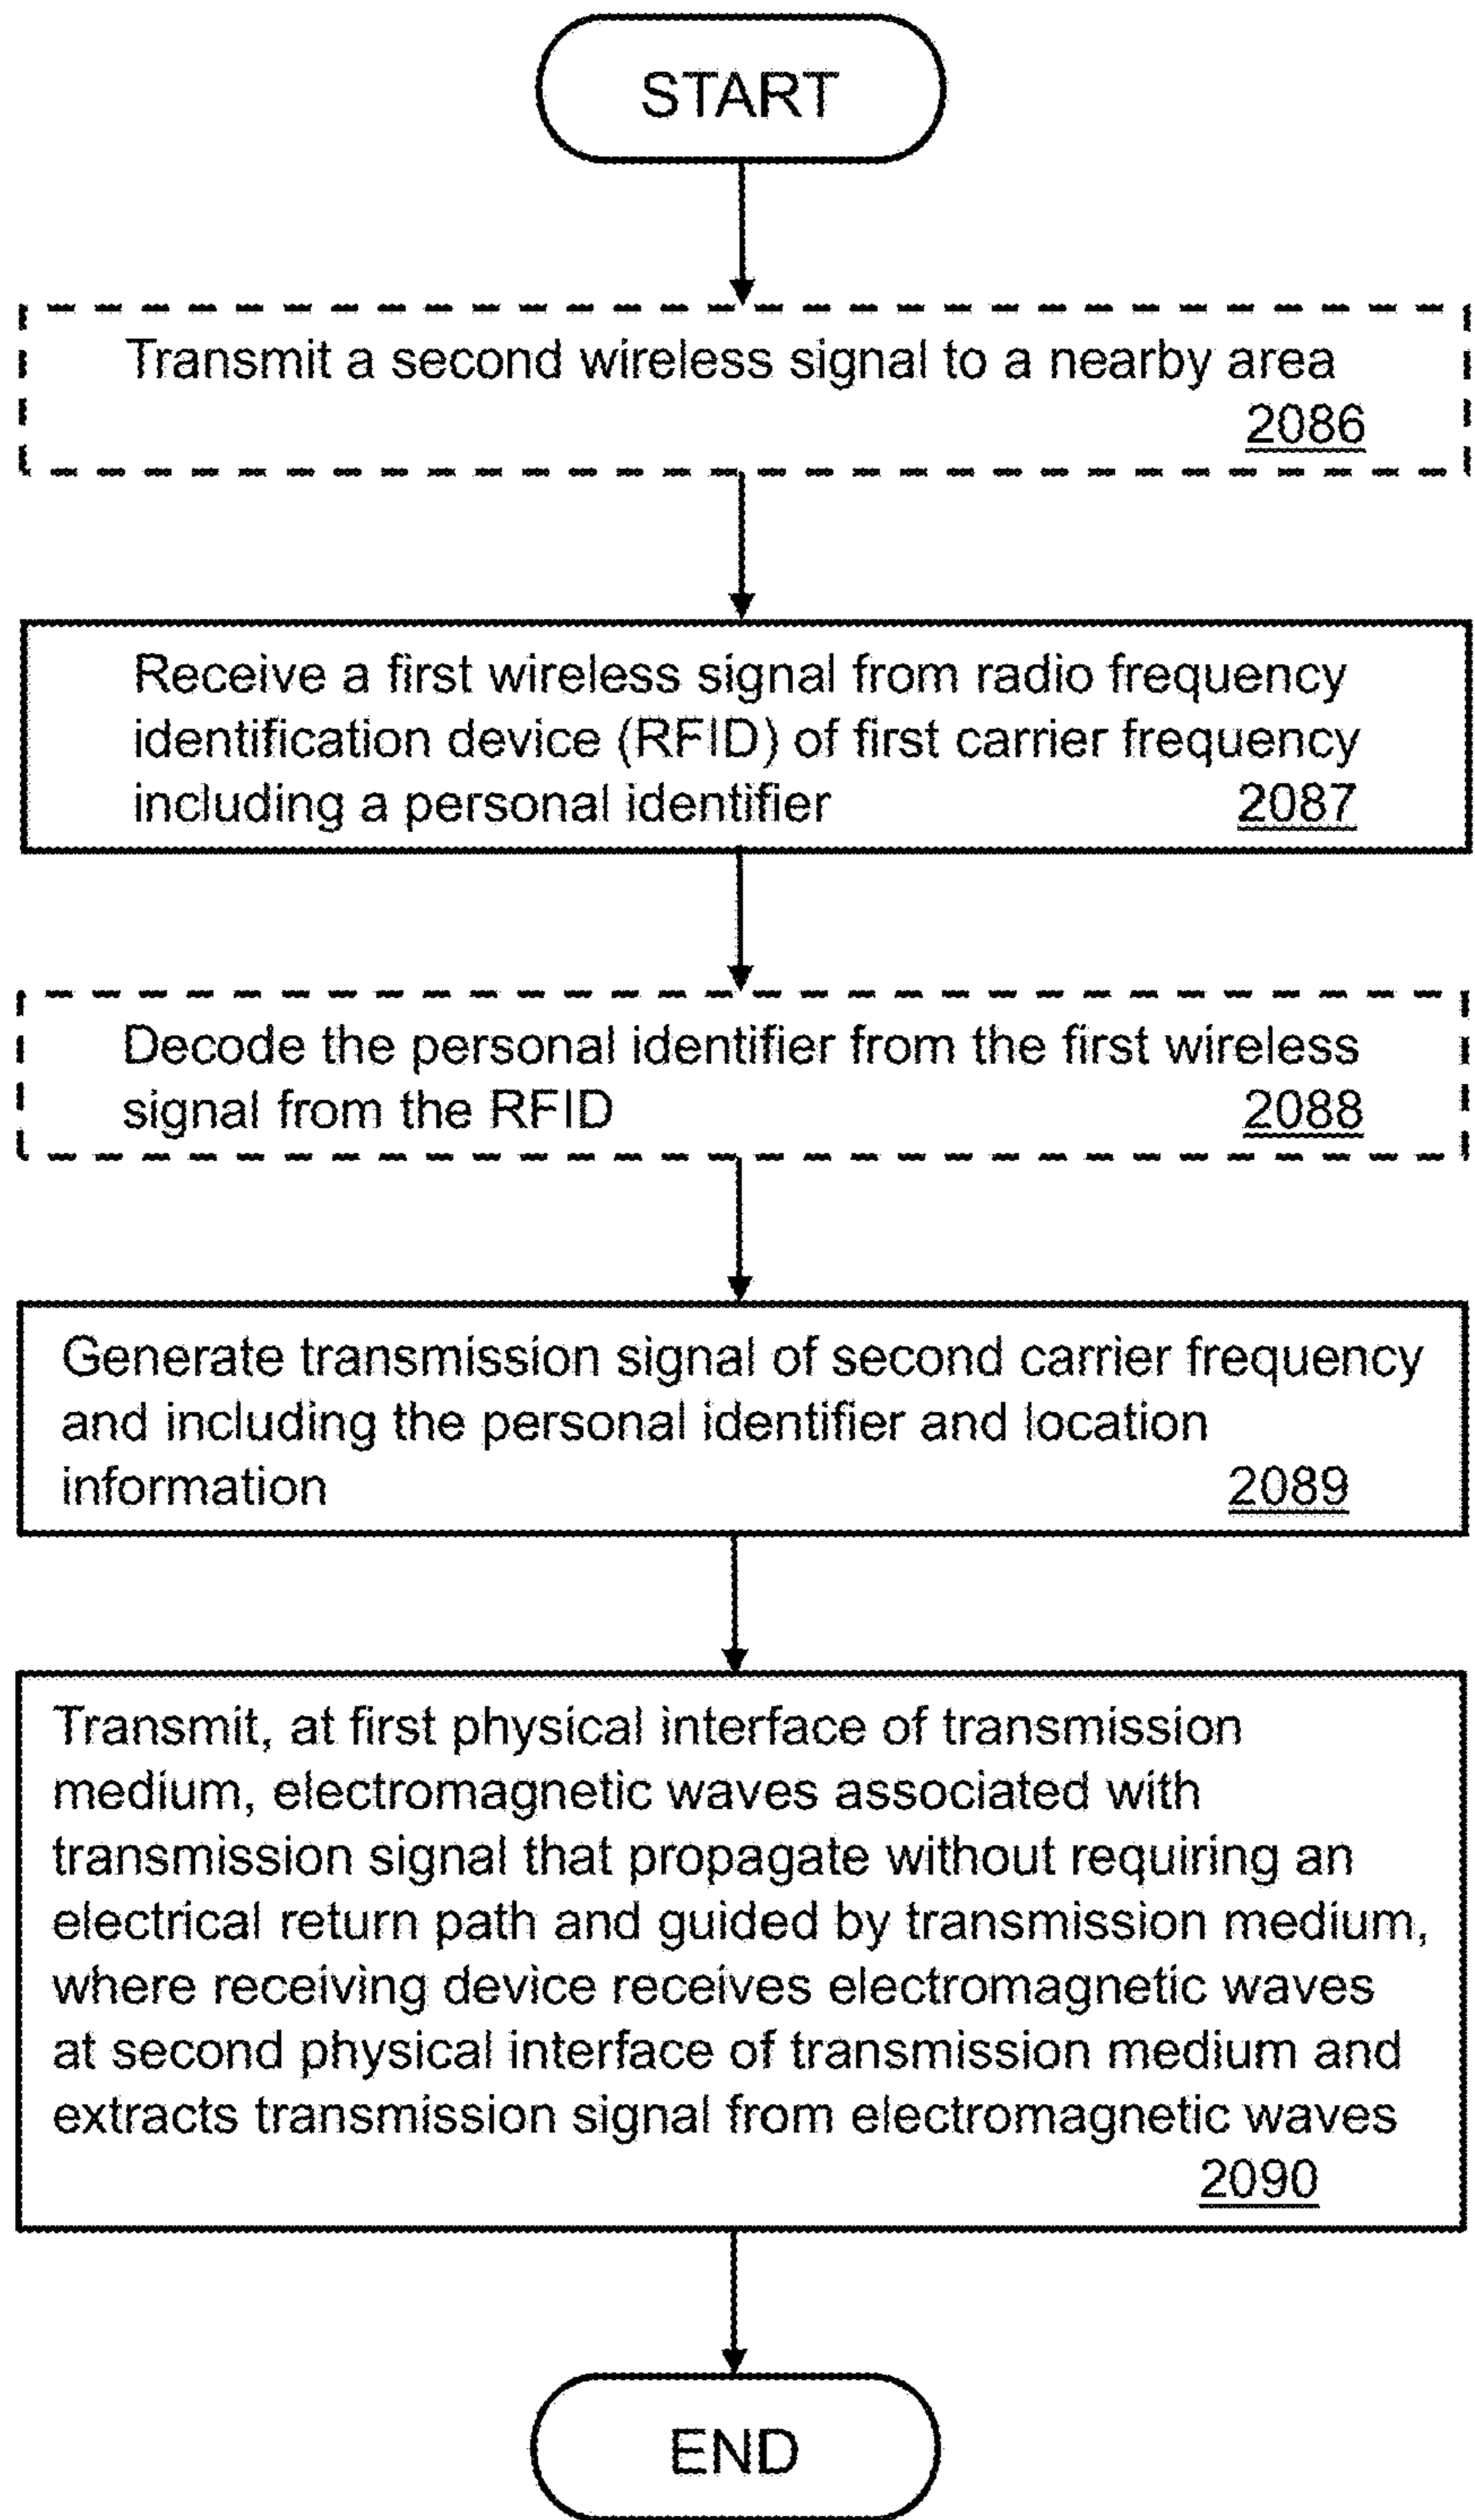 START
Transmit a second wireless signal to a nearby area
2086
Receive a first wireless signal from radio frequency
identification device (RFID) of first carrier frequency
including a personal identifier 2087
Decode the personal identifier from the first wireless
signal from the RFID 2088
Generate transmission signal of second carrier frequency
and including the personal identifier and location
information 2089
Transmit, at first physical interface of transmission
medium, electromagnetic waves associated with
transmission signal that propagate without requiring an
electrical return path and guided by transmission medium,
where receiving device receives electromagnetic waves
at second physical interface of transmission medium and
extracts transmission signal from electromagnetic waves
2090
END